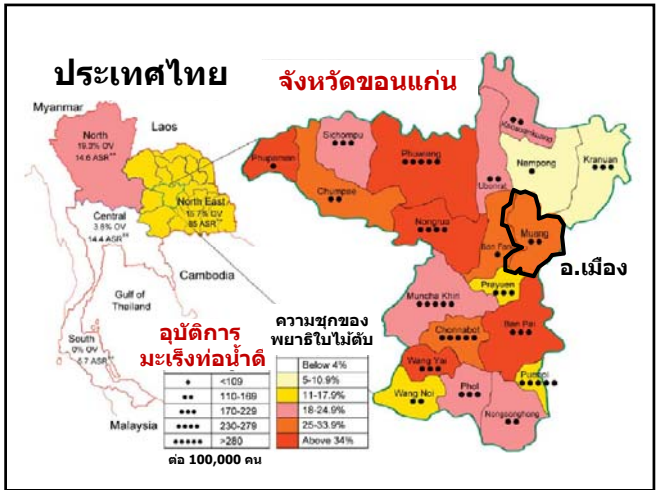 ประเทศไทย
จังหวัดขอนแก่น
Myanmar
Laos
North
19.3% OV
14.6 ASR**
North East
15.7% OV
85 ASR**
Central
3.8% OV
14.4 ASR**
Cambodia
Gulf of
Thailand
South
0% OV
5.7 ASR**
Malaysia
Sichompu
Phupaman
Chumpae
Phuwiang
Nongrua
Ubonrat
Nampong
Kranuan
Muang
อ.เมือง
Prayuen
Muncha Khiri
Chonnabot
Ban Pai
Wang Yai
Wang Noi
Phol
Nongsonghong
อุบัติการ
มะเร็งท่อน้ำดี
ความชุกของ
พยาธิใบไม้ตับ
<109
110-169
170-229
230-279
>280
ต่อ 100,000 คน
Below 4%
5-10.9%
11-17.9%
18-24.9%
25-33.9%
Above 34%